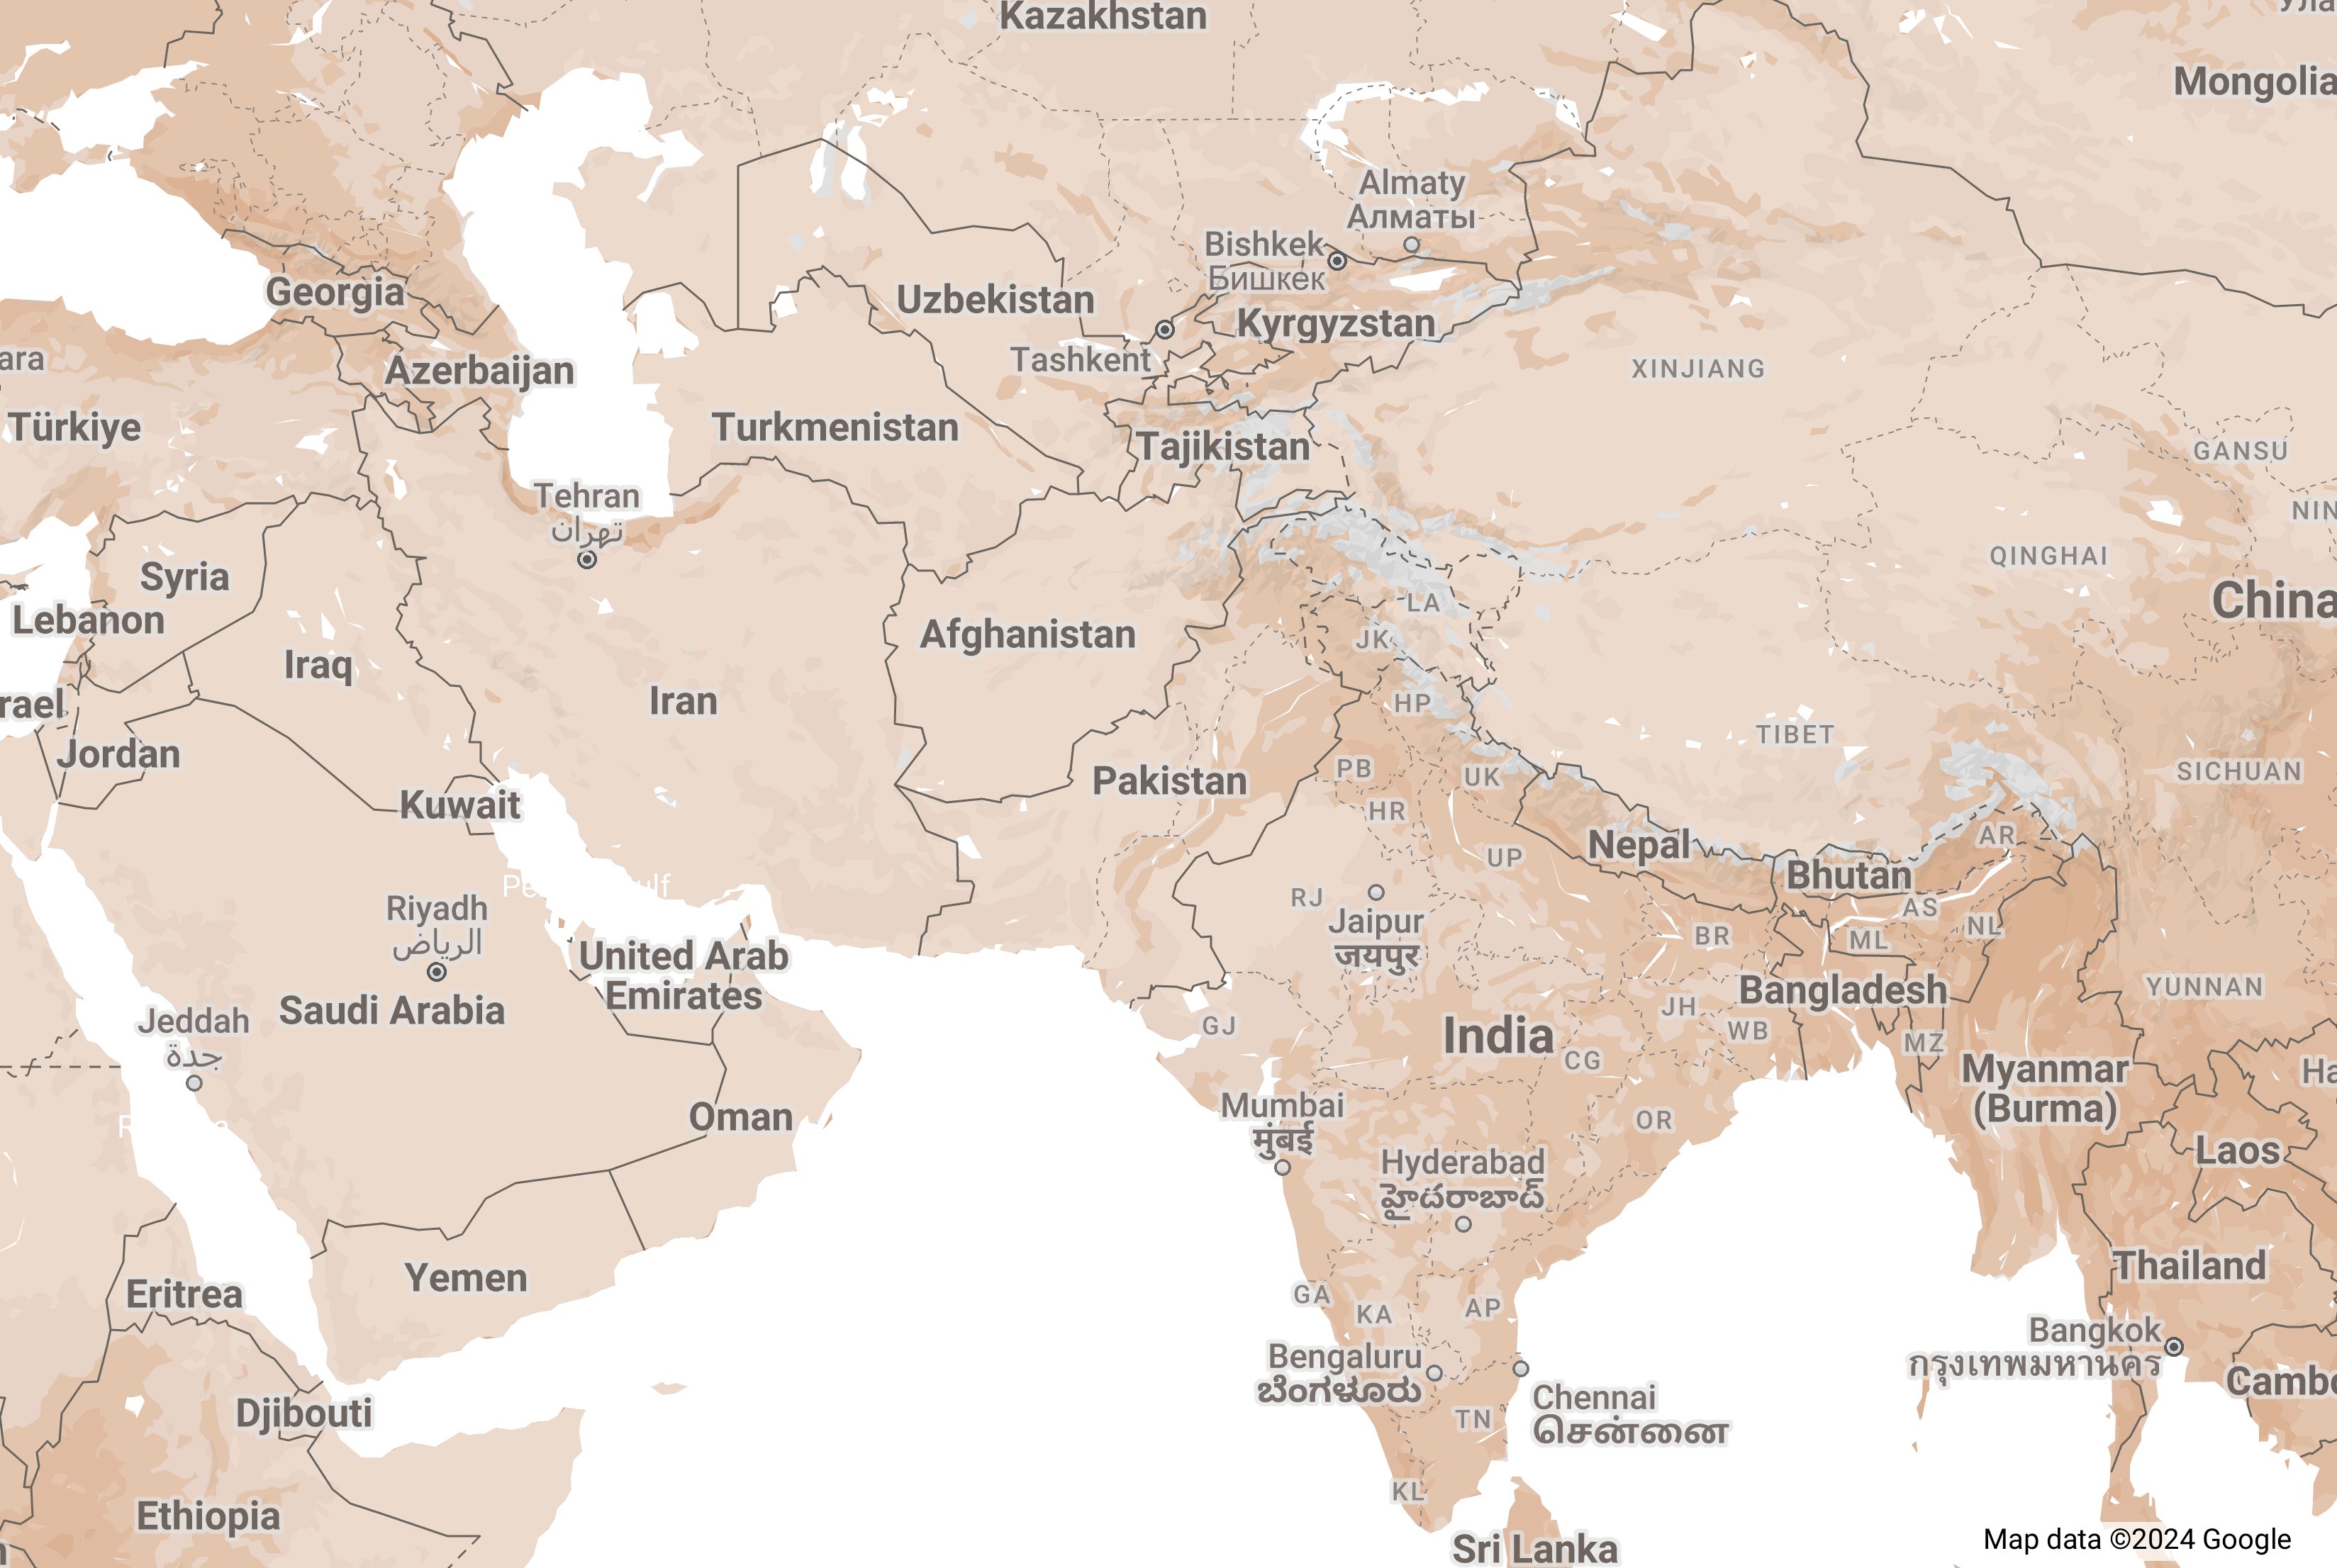 Kazakhstan
Ула
Mongolia
Almaty
Алматы
Bishkek
Бишкек
Georgia
Uzbekistan
Kyrgyzstan
Tashkent
ara
Azerbaijan
XINJIANG
Türkiye
Turkmenistan
Tajikistan
GANSU
Tehran
تهران
NIN
QINGHAI
Syria
China
LA
Lebanon
Afghanistan
JK
Iraq
rael
Iran
HP
TIBET
Jordan
PB
UK
SICHUAN
Pakistan
Kuwait
HR
AR
Nepal
UP
Bhutan
Pe
ulf
RJ
Riyadh
الرياض
AS
Jaipur
जयपुर
NL
BR
ML
United Arab
Emirates
YUNNAN
Bangladesh
Saudi Arabia
JH
Jeddah
جدة
GJ
WB
India
MZ
CG
Myanmar
(Burma)
Ha
Mumbai
मुंबई
Oman
OR
R
Laos
Hyderabad
హైదరాబాద్
Thailand
Yemen
Eritrea
GA
KA
AP
Bangkok
กรุงเทพมหานคร
Bengaluru
ಬೆಂಗಳೂರು
Camb
Chennai
சென்னை
Djibouti
TN
KL
Ethiopia
Sri Lanka
Map data ©2024 Google